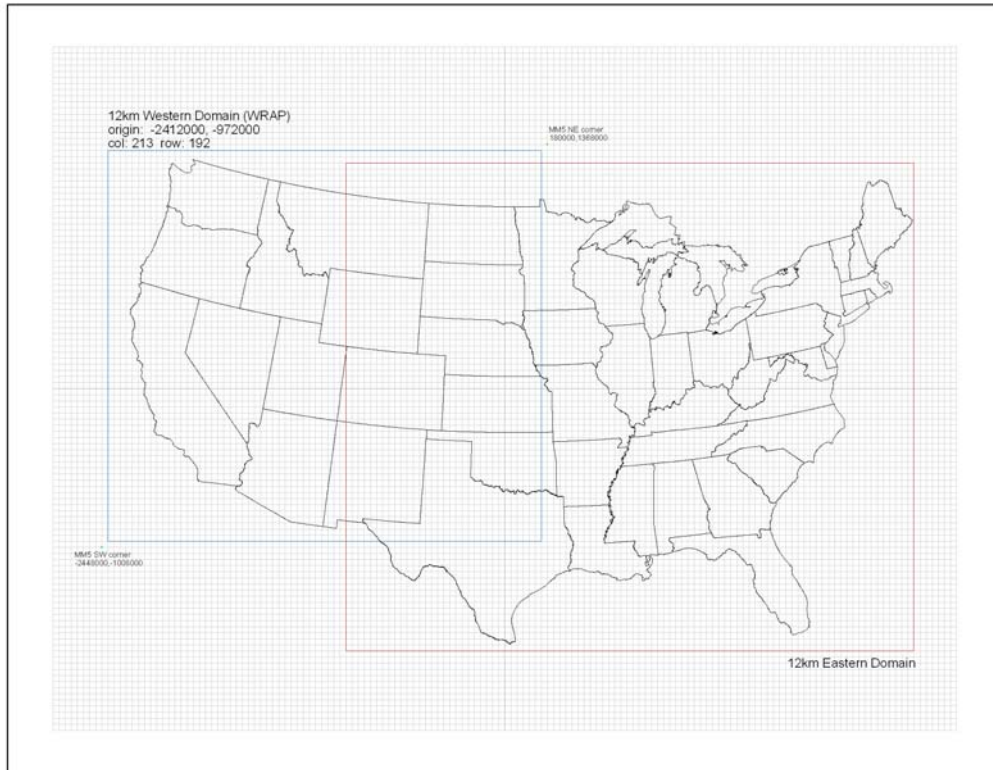 12km Western Domain (WRAP)
origin: -2412000, -972000
col: 213 row: 192
MM5 NE corner
180000,1368000
MM5 SW corner
-2448000,-1008000
12km Eastern Domain